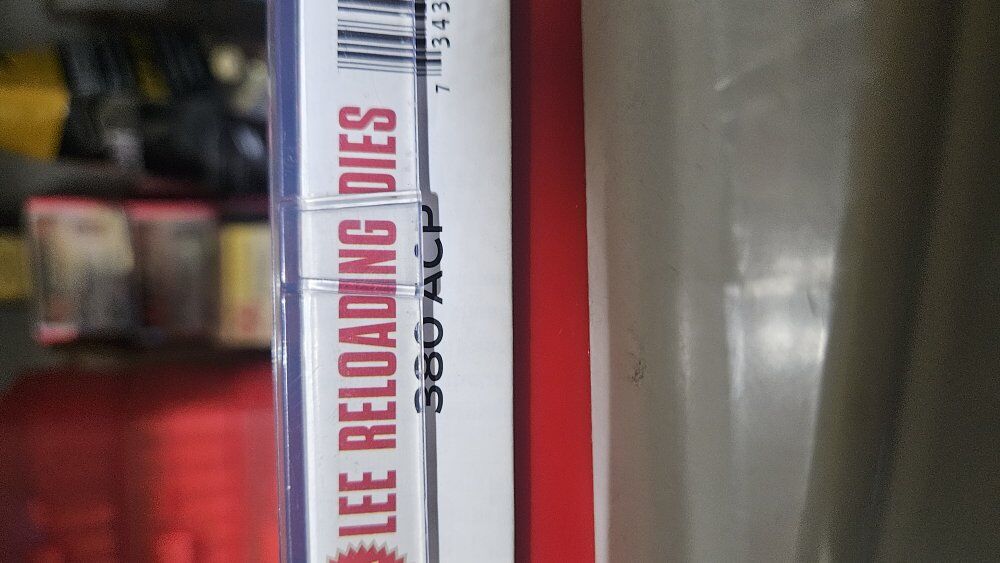 LEE RELOADING DIES
380 ACP
7 343